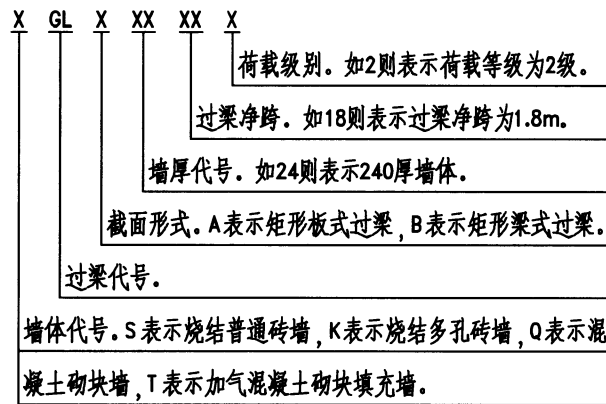 X GL X XX XX X
荷载级别。如2则表示荷载等级为2级。
过梁净跨。如18则表示过梁净跨为1.8m。
墙厚代号。如24则表示240厚墙体。
截面形式。A表示矩形板式过梁,B表示矩形梁式过梁。
过梁代号。
墙体代号。S表示烧结普通砖墙,K表示烧结多孔砖墙,Q表示混
凝土砌块墙,T表示加气混凝土砌块填充墙。